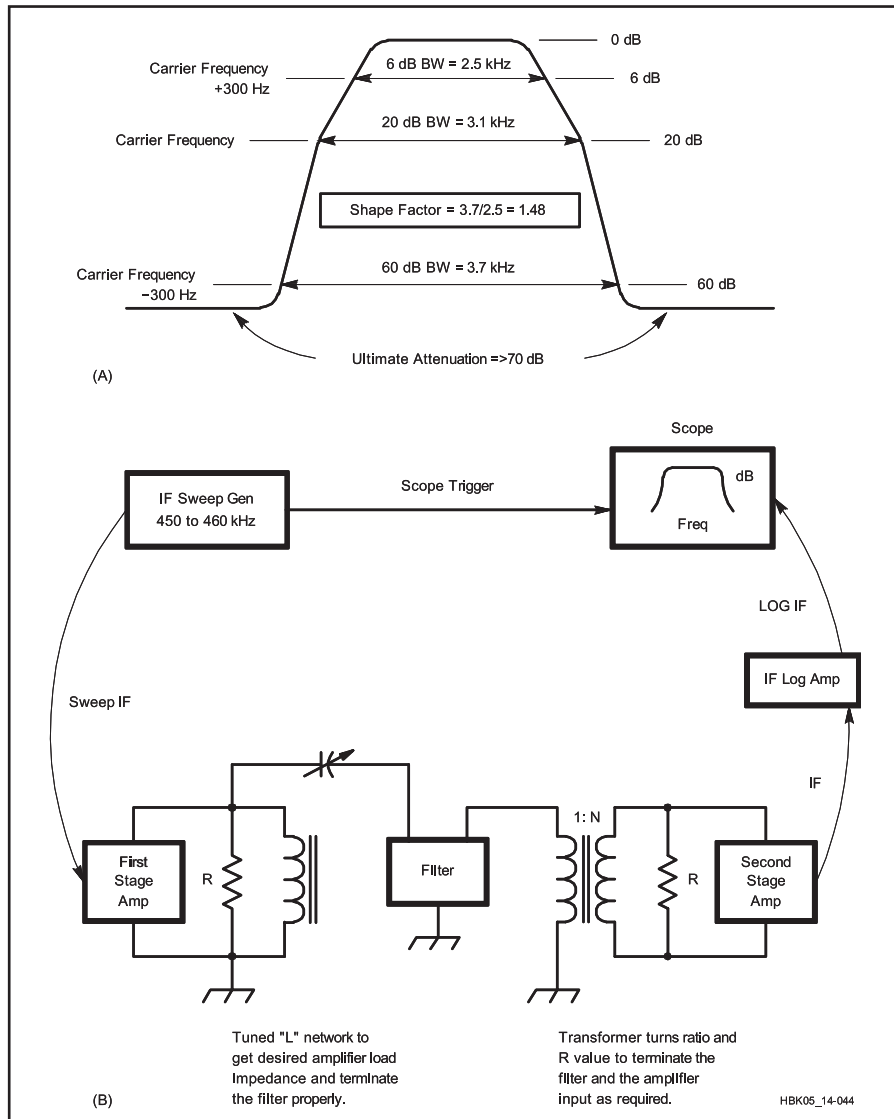 0 dB
Carrier Frequency
+300 Hz
6 dB BW = 2.5 kHz
6 dB
Carrier Frequency
20 dB BW = 3.1 kHz
20 dB
Shape Factor = 3.7/2.5 = 1.48
Carrier Frequency
−300 Hz
60 dB BW = 3.7 kHz
60 dB
Ultimate Attenuation =>70 dB
(A)
Scope
IF Sweep Gen
450 to 460 kHz
Scope Trigger
dB
Freq
LOG IF
IF Log Amp
Sweep IF
IF
1: N
First
Stage
Amp
R
Filter
R
Second
Stage
Amp
Tuned "L" network to
get desired amplifier load
impedance and terminate
the filter properly.
Transformer turns ratio and
R value to terminate the
filter and the amplifier
input as required.
(B)
HBK05_14-044